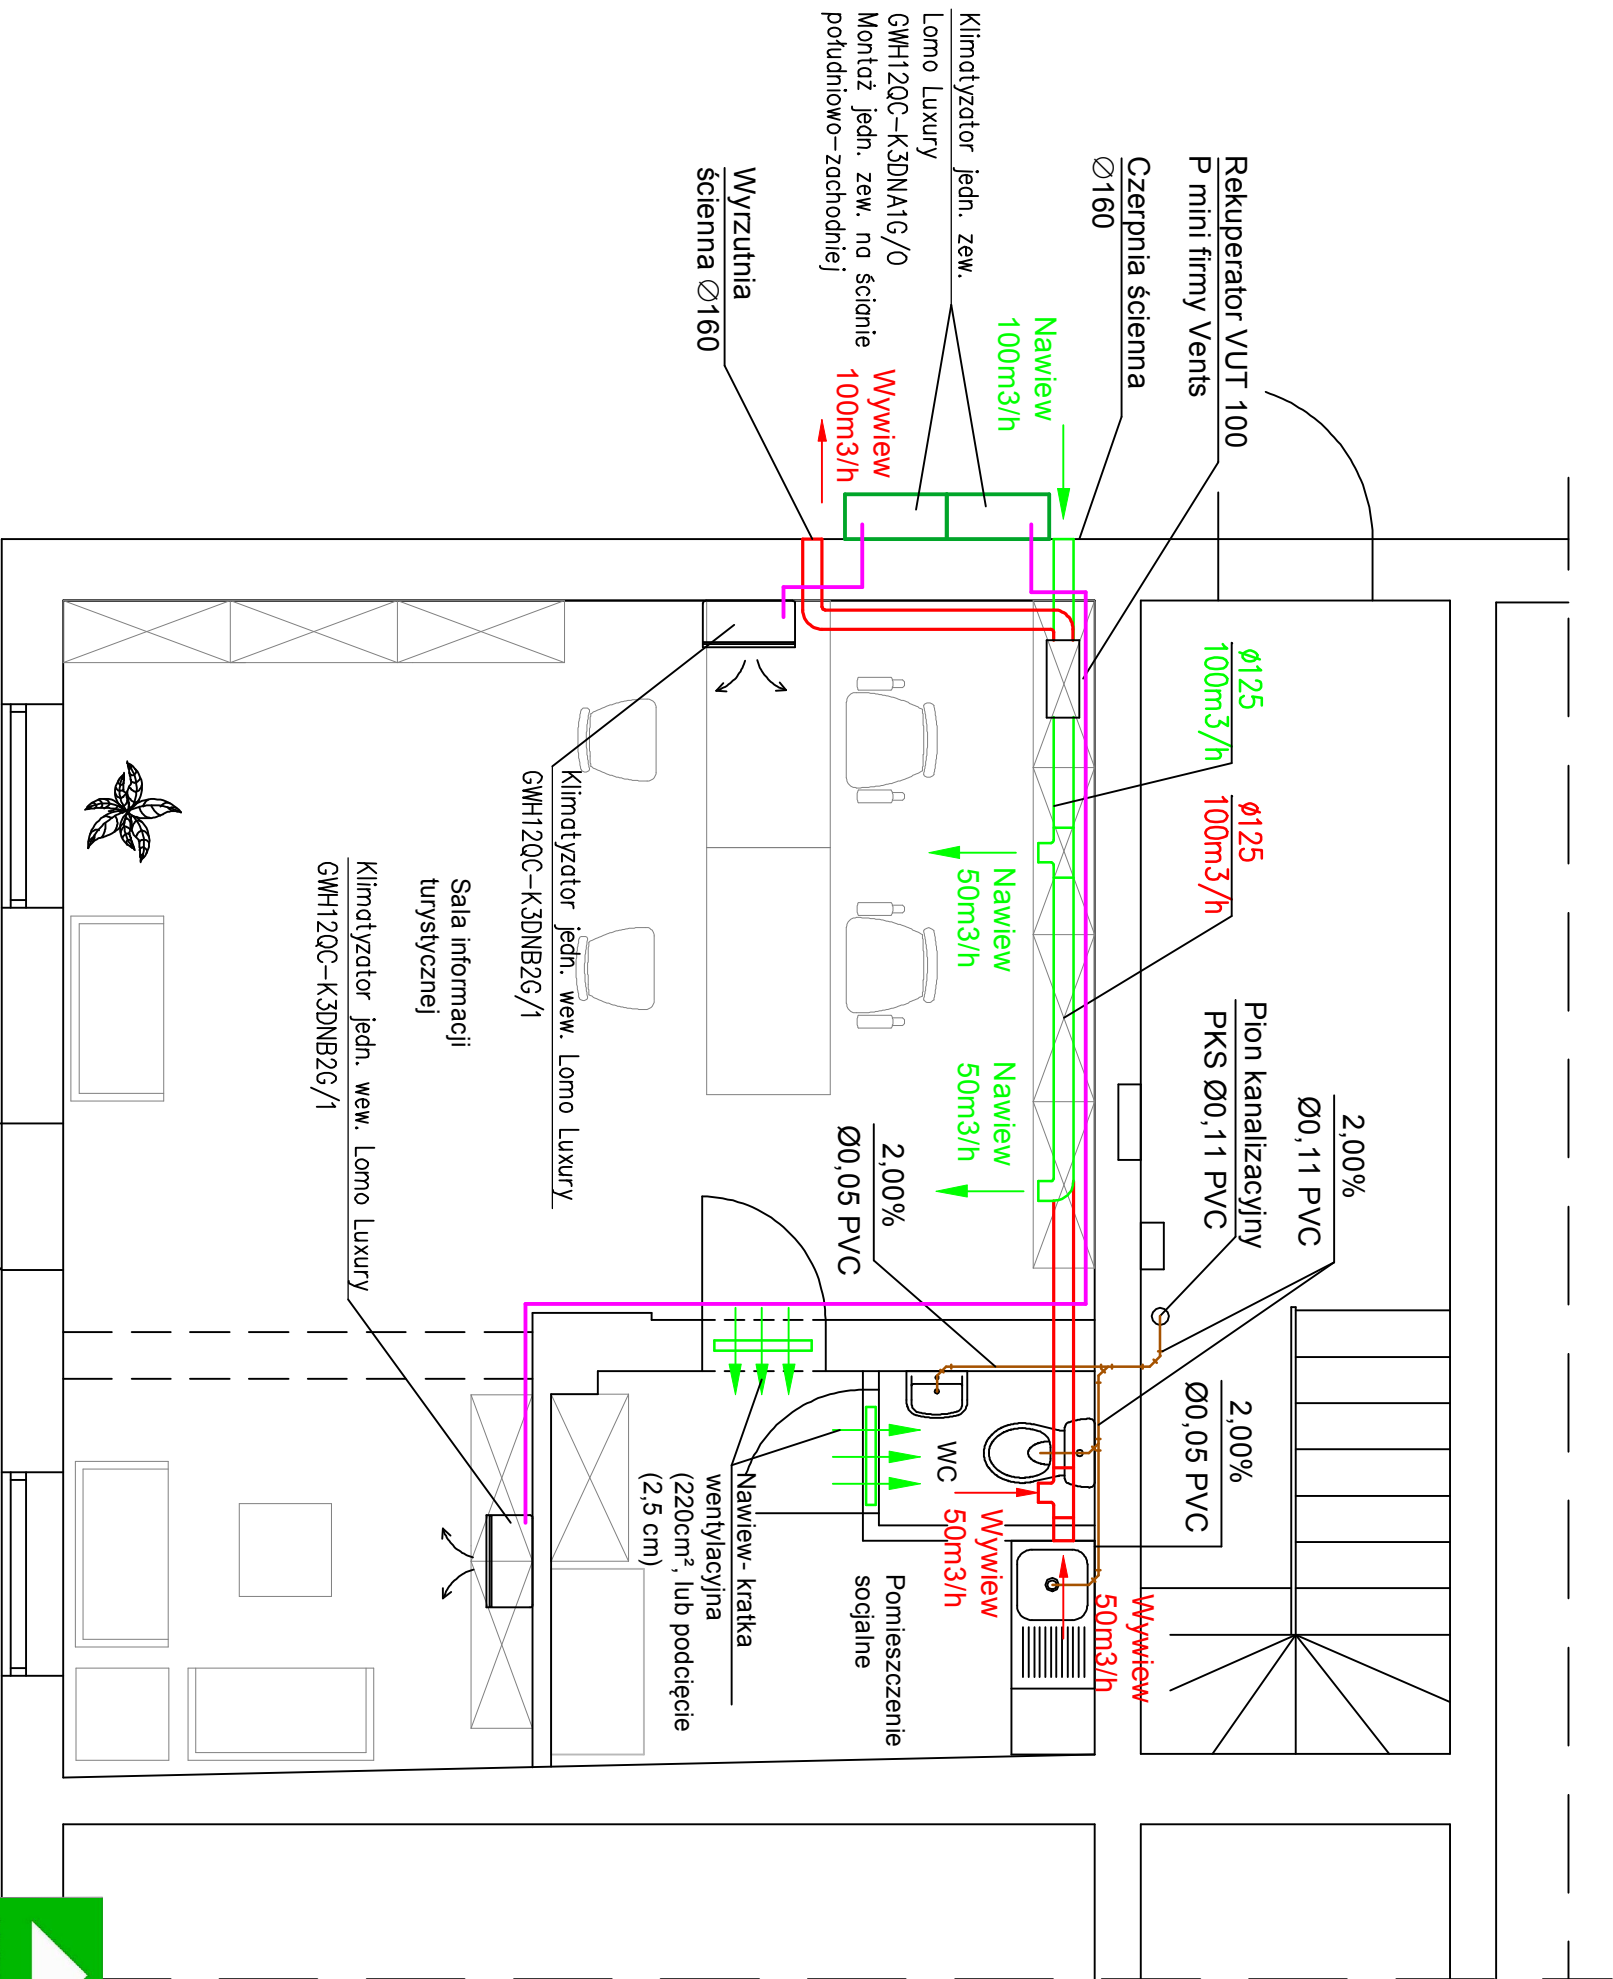 Klimatyzator jedn. zew.
Lomo Luxury
GWH12QC-K3DNA1G/O
Montaż jedn. zew. na ścianie
południowo-zachodniej
Rekuperator VUT 100
P mini firmy Vents
Czerpnia ścienna
∅160
Wyrzutnia
ścienna ∅160
Nawiew
100m3/h
Wywiew
100m3/h
ø125
100m3/h
ø125
100m3/h
Nawiew
50m3/h
Nawiew
50m3/h
Klimatyzator jedn. wew. Lomo Luxury
GWH12QC-K3DNB2G/1
Sala informacji
turystycznej
Klimatyzator jedn. wew. Lomo Luxury
GWH12QC-K3DNB2G/1
Pion kanalizacyjny
PKS Ø0,11 PVC
2,00%
Ø0,11 PVC
2,00%
Ø0,05 PVC
2,00%
Ø0,05 PVC
WC
Wywiew
50m3/h
Wywiew
50m3/h
Nawiew- kratka
wentylacyjna
(220cm², lub podcięcie
(2,5 cm)
Pomieszczenie
socjalne